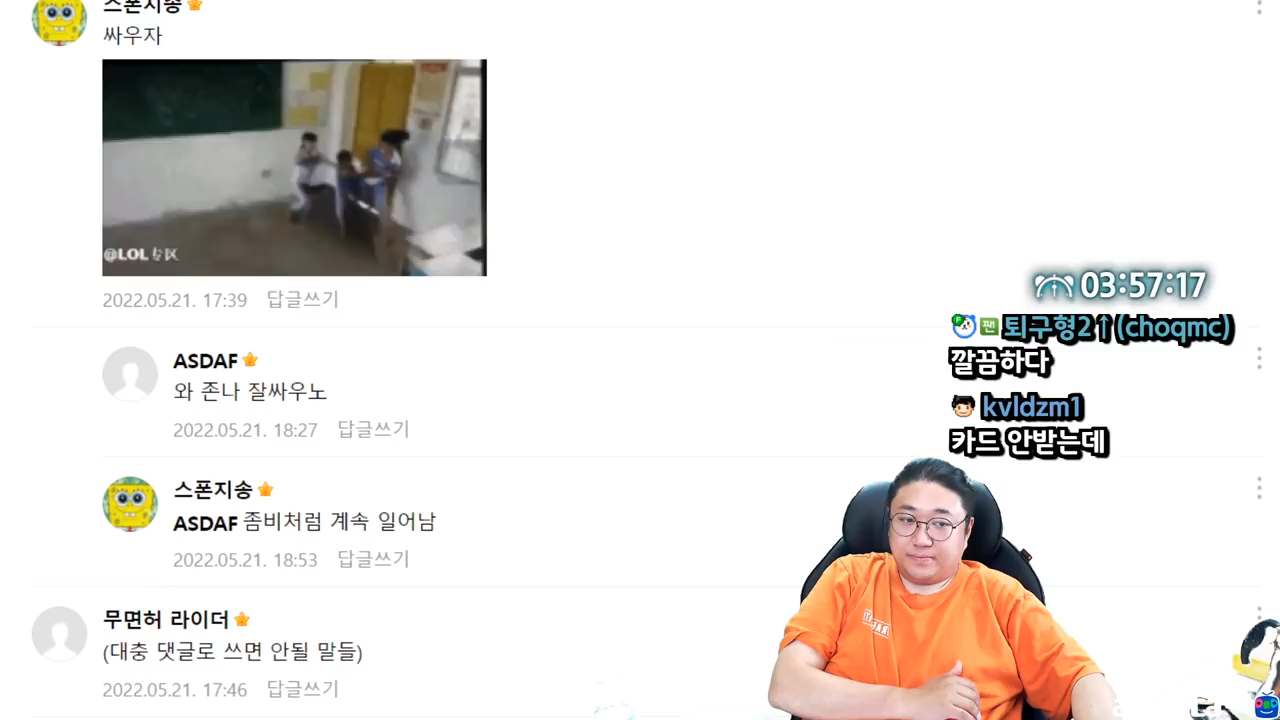 스폰지송
싸우자
@LOL专区
2022.05.21. 17:39 답글쓰기
ASDAF
와 존나 잘싸우노
2022.05.21. 18:27 답글쓰기
스폰지송
ASDAF 좀비처럼 계속 일어남
2022.05.21. 18:53 답글쓰기
무면허 라이더
(대충 댓글로 쓰면 안될 말들)
2022.05.21. 17:46 답글쓰기
03:57:17
F 팬 퇴구형2↑(choqmc)
깔끔하다
kvldzm1
카드 안받는데